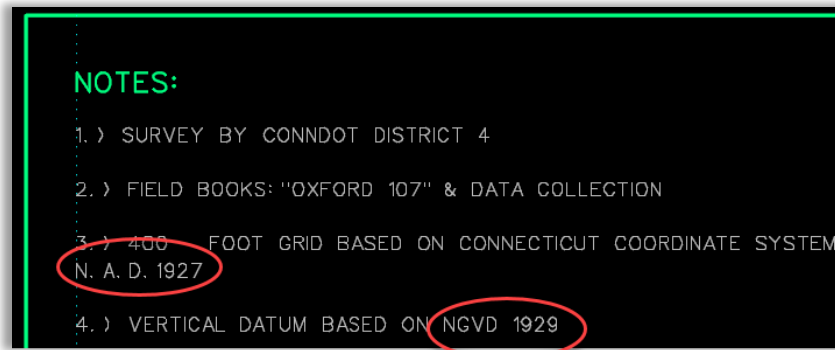 NOTES:
1.) SURVEY BY CONNDOT DISTRICT 4
2.) FIELD BOOKS: "OXFORD 107" & DATA COLLECTION
3.) 400 FOOT GRID BASED ON CONNECTICUT COORDINATE SYSTEM
N.A.D. 1927
4.) VERTICAL DATUM BASED ON NGVD 1929